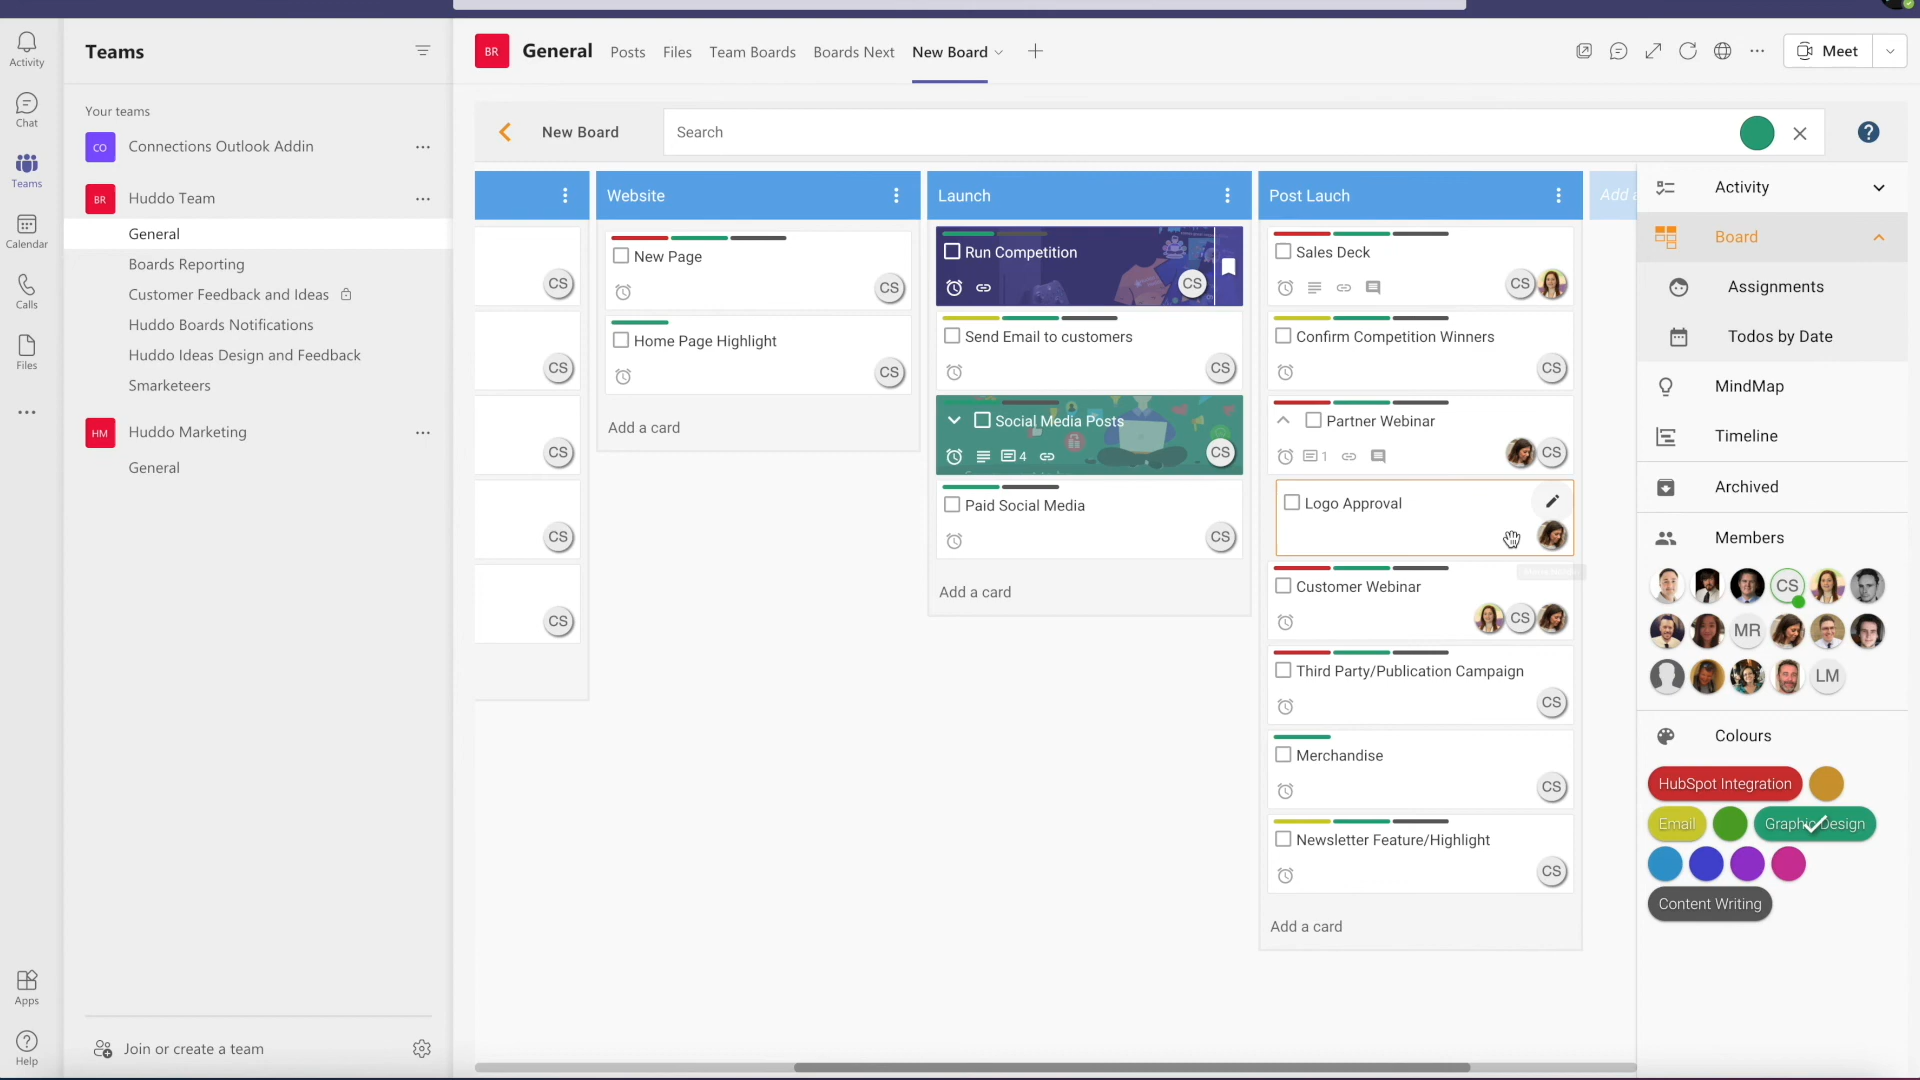 Activity
Chat
Teams
Calendar
Calls
Files
Apps
Help
Teams
Your teams
CO Connections Outlook Addin
BR Huddo Team
General
Boards Reporting
Customer Feedback and Ideas
Huddo Boards Notifications
Huddo Ideas Design and Feedback
Smarketeers
HM Huddo Marketing
General
Join or create a team
BR General Posts Files Team Boards Boards Next New Board
Meet
New Board Search
CS
CS
CS
CS
CS
Website
New Page
CS
Home Page Highlight
CS
Add a card
Launch
Run Competition
CS
Send Email to customers
CS
Social Media Posts
4 CS
Paid Social Media
CS
Add a card
Post Lauch
Sales Deck
CS
Confirm Competition Winners
CS
Partner Webinar
1 CS
Logo Approval
Customer Webinar
CS
Third Party/Publication Campaign
CS
Merchandise
CS
Newsletter Feature/Highlight
CS
Add a card
Add
Activity
Board
Assignments
Todos by Date
MindMap
Timeline
Archived
Members
CS
MR
LM
Colours
HubSpot Integration
Email Graphic Design
Content Writing